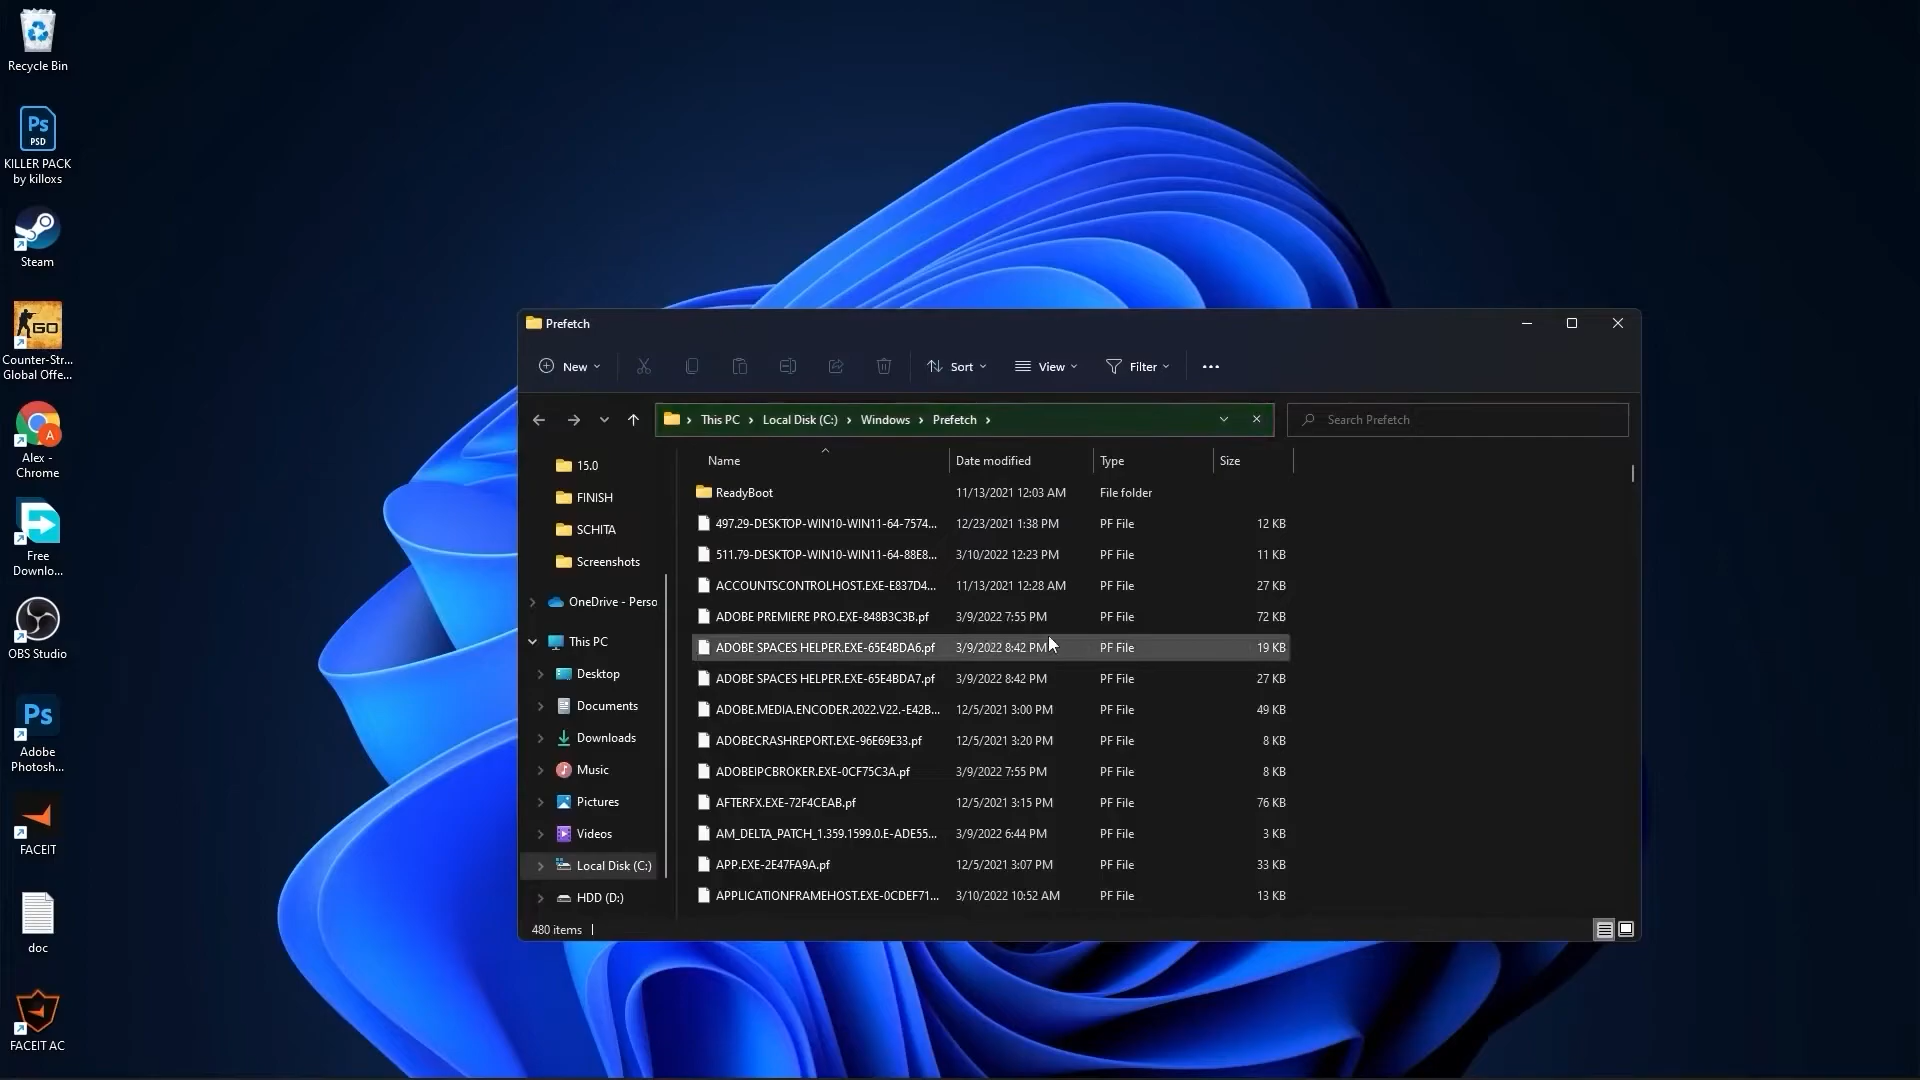 Recycle Bin
Ps
PSD
KILLER PACK
by killoxs
Steam
GO
Counter-Str...
Global Offe...
A
Alex -
Chrome
Free
Downlo...
OBS Studio
Ps
Adobe
Photosh...
FACEIT
doc
FACEIT AC
Prefetch
New
Sort
View
Filter
This PC > Local Disk (C:) > Windows > Prefetch >
Search Prefetch
15.0
FINISH
SCHITA
Screenshots
OneDrive - Perso
This PC
Desktop
Documents
Downloads
Music
Pictures
Videos
Local Disk (C:)
HDD (D:)
Name Date modified Type Size
ReadyBoot 11/13/2021 12:03 AM File folder
497.29-DESKTOP-WIN10-WIN11-64-7574... 12/23/2021 1:38 PM PF File 12 KB
511.79-DESKTOP-WIN10-WIN11-64-88E8... 3/10/2022 12:23 PM PF File 11 KB
ACCOUNTSCONTROLHOST.EXE-E837D4... 11/13/2021 12:28 AM PF File 27 KB
ADOBE PREMIERE PRO.EXE-848B3C3B.pf 3/9/2022 7:55 PM PF File 72 KB
ADOBE SPACES HELPER.EXE-65E4BDA6.pf 3/9/2022 8:42 PM PF File 19 KB
ADOBE SPACES HELPER.EXE-65E4BDA7.pf 3/9/2022 8:42 PM PF File 27 KB
ADOBE.MEDIA.ENCODER.2022.V22.-E42B... 12/5/2021 3:00 PM PF File 49 KB
ADOBECRASHREPORT.EXE-96E69E33.pf 12/5/2021 3:20 PM PF File 8 KB
ADOBEIPCBROKER.EXE-0CF75C3A.pf 3/9/2022 7:55 PM PF File 8 KB
AFTERFX.EXE-72F4CEAB.pf 12/5/2021 3:15 PM PF File 76 KB
AM_DELTA_PATCH_1.359.1599.0.E-ADE55... 3/9/2022 6:44 PM PF File 3 KB
APP.EXE-2E47FA9A.pf 12/5/2021 3:07 PM PF File 33 KB
APPLICATIONFRAMEHOST.EXE-0CDEF71... 3/10/2022 10:52 AM PF File 13 KB
480 items